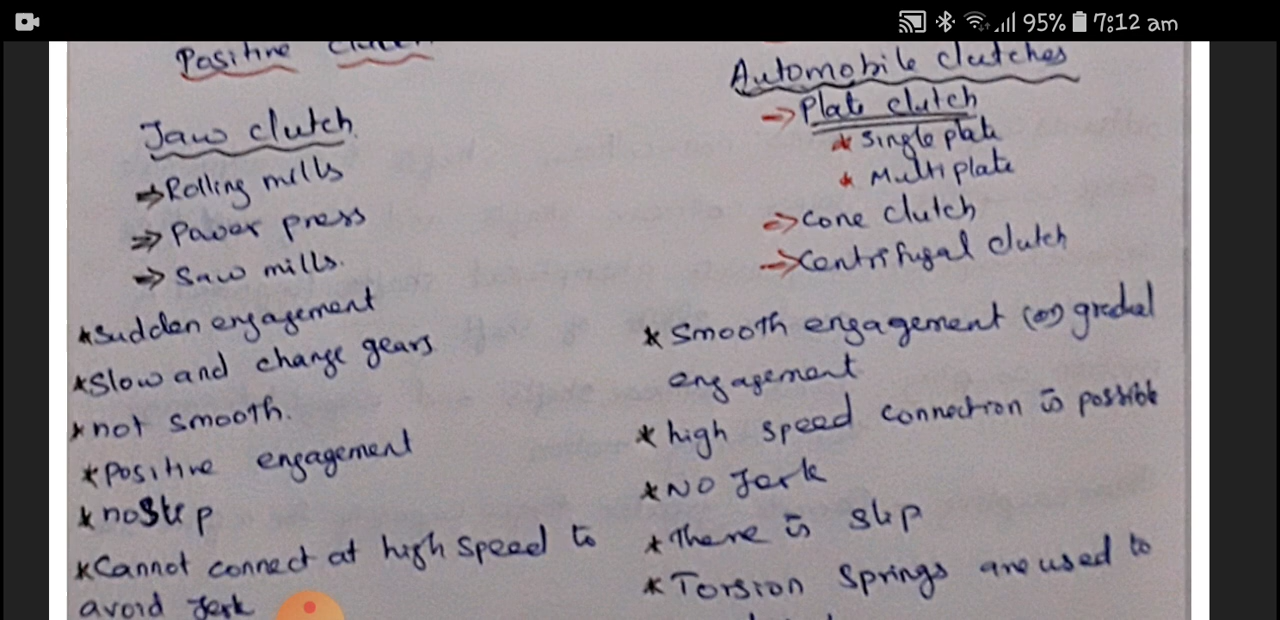 95% 7:12 am
Positive clutch
Jaw clutch
⇒ Rolling mills
⇒ Power press
⇒ Saw mills.
* Sudden engagement
* Slow and change gears.
* not smooth.
* Positive engagement
* no slip
* Cannot connect at high speed to
avoid Jerk
Automobile clutches
→ Plate clutch
* Single plate
* Multi plate
→ Cone clutch
→ Centrifugal clutch
* Smooth engagement (or) gradual
engagement
* high speed connection is possible
* No Jerk
* There is slip
* Torsion springs are used to